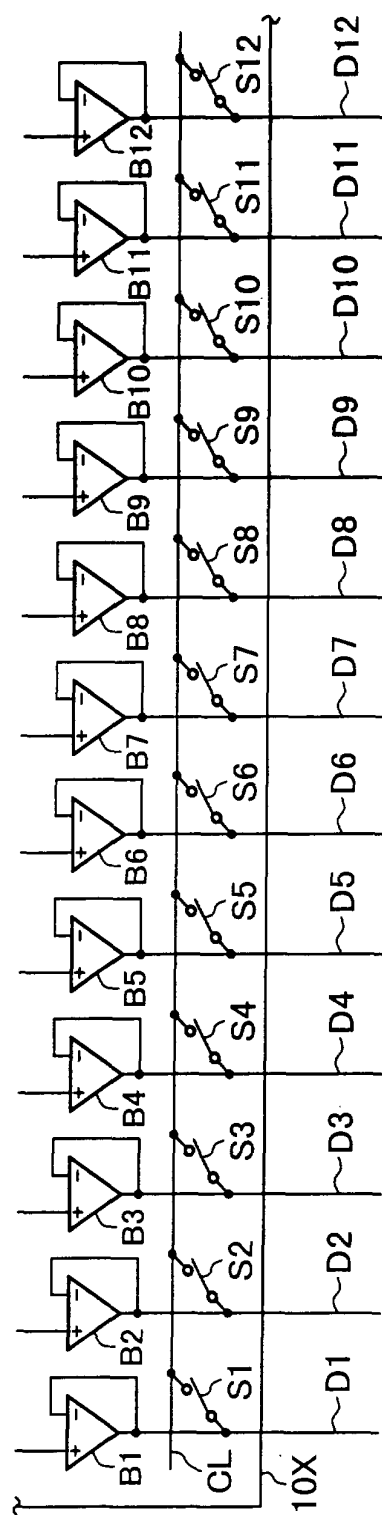 - + - + - + - + - + - + - + - + - + - + - + - +
B1 B2 B3 B4 B5 B6 B7 B8 B9 B10 B11 B12
CL S1 S2 S3 S4 S5 S6 S7 S8 S9 S10 S11 S12
10X D1 D2 D3 D4 D5 D6 D7 D8 D9 D10 D11 D12